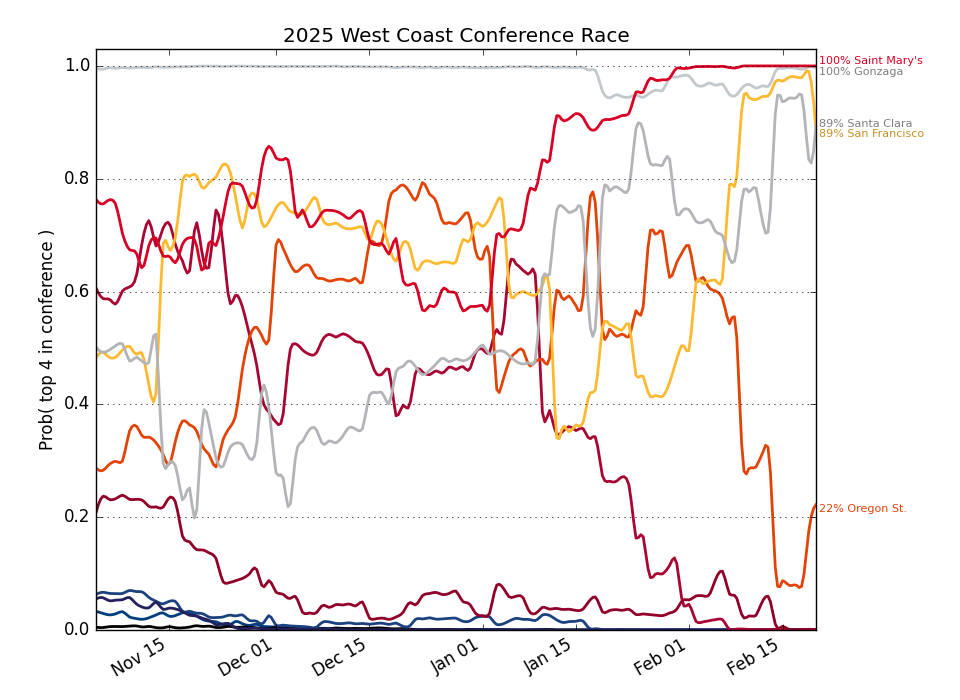 2025 West Coast Conference Race
Prob( top 4 in conference )
1.0
0.8
0.6
0.4
0.2
0.0
Nov 15
Dec 01
Dec 15
Jan 01
Jan 15
Feb 01
Feb 15
100% Saint Mary's
100% Gonzaga
89% Santa Clara
89% San Francisco
22% Oregon St.